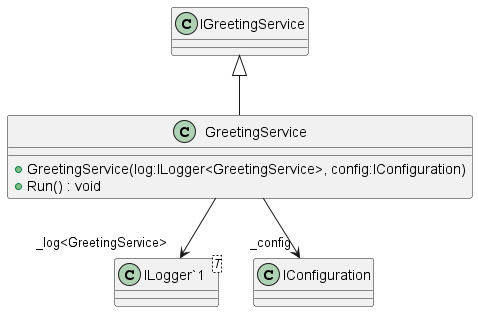 C IGreetingService
C GreetingService
GreetingService(log:ILogger<GreetingService>, config:IConfiguration)
Run() : void
_log<GreetingService>
_config
C ILogger`1
T
C IConfiguration